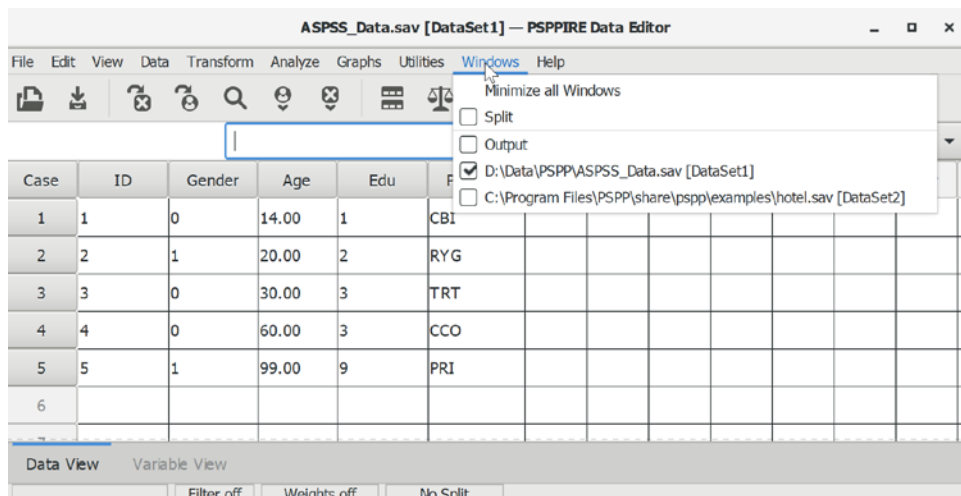 ASPSS_Data.sav [DataSet1] — PSPPIRE Data Editor
File Edit View Data Transform Analyze Graphs Utilities Windows Help
Minimize all Windows
Split
Output
D:\Data\PSPP\ASPSS_Data.sav [DataSet1]
C:\Program Files\PSPP\share\pspp\examples\hotel.sav [DataSet2]
Case ID Gender Age Edu
1 1 0 14.00 1 CBI
2 2 1 20.00 2 RYG
3 3 0 30.00 3 TRT
4 4 0 60.00 3 CCO
5 5 1 99.00 9 PRI
6
Data View Variable View
Filter off Weights off No Split